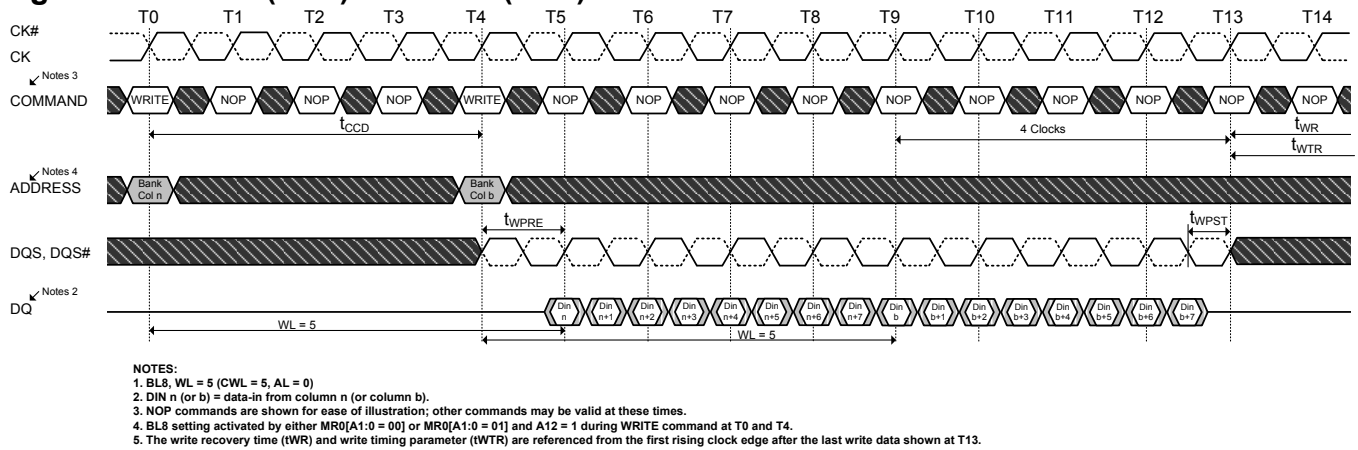 T0 T1 T2 T3 T4 T5 T6 T7 T8 T9 T10 T11 T12 T13 T14
CK#
CK
Notes 3
COMMAND WRITE NOP NOP NOP WRITE NOP NOP NOP NOP NOP NOP NOP NOP NOP NOP
tCCD 4 Clocks tWR
tWTR
Notes 4
ADDRESS Bank Col n Bank Col b
tWPRE tWPST
DQS, DQS#
Notes 2
DQ Din n Din n+1 Din n+2 Din n+3 Din n+4 Din n+5 Din n+6 Din n+7 Din b Din b+1 Din b+2 Din b+3 Din b+4 Din b+5 Din b+6 Din b+7
WL = 5 WL = 5
NOTES:
1. BL8, WL = 5 (CWL = 5, AL = 0)
2. DIN n (or b) = data-in from column n (or column b).
3. NOP commands are shown for ease of illustration; other commands may be valid at these times.
4. BL8 setting activated by either MR0[A1:0 = 00] or MR0[A1:0 = 01] and A12 = 1 during WRITE command at T0 and T4.
5. The write recovery time (tWR) and write timing parameter (tWTR) are referenced from the first rising clock edge after the last write data shown at T13.